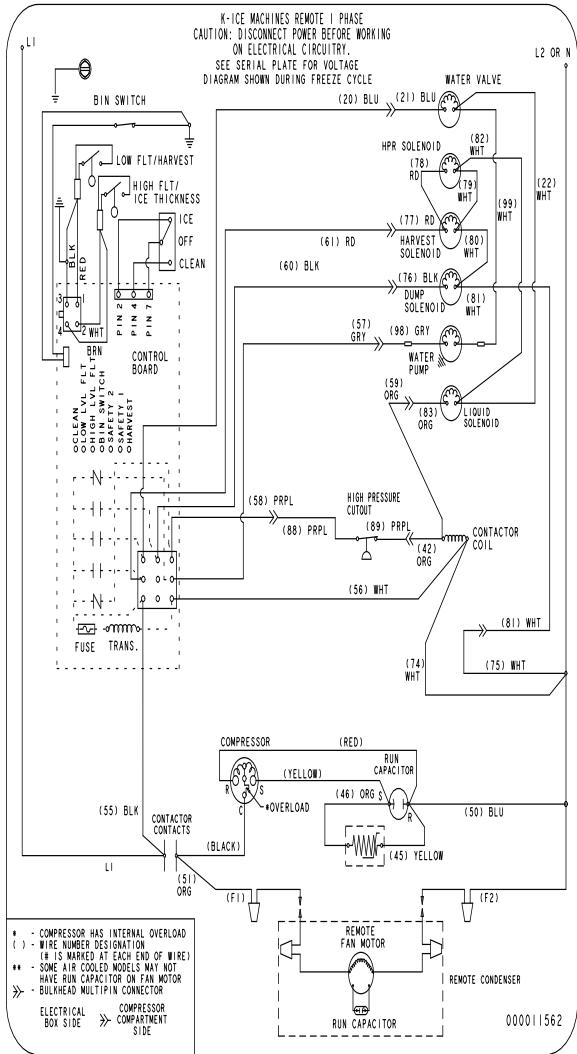 K-ICE MACHINES REMOTE 1 PHASE
CAUTION: DISCONNECT POWER BEFORE WORKING
ON ELECTRICAL CIRCUITRY.
SEE SERIAL PLATE FOR VOLTAGE
DIAGRAM SHOWN DURING FREEZE CYCLE
L1
L2 OR N
WATER VALVE
BIN SWITCH
(20) BLU
(21) BLU
HPR SOLENOID
(82)
WHT
(78)
RD
(79)
WHT
(99)
WHT
(22)
WHT
LOW FLT/HARVEST
HIGH FLT/
ICE THICKNESS
ICE
OFF
CLEAN
(77) RD
(61) RD
HARVEST
SOLENOID
(80)
WHT
BLK
RED
(60) BLK
(76) BLK
DUMP
SOLENOID
(81)
WHT
3
1
4
2
WHT
BRN
PIN 2
PIN 4
PIN 7
(57)
GRY
(98) GRY
WATER
PUMP
CONTROL
BOARD
(59)
ORG
(83)
ORG
LIQUID
SOLENOID
CLEAN
LOW LVL FLT
HIGH LVL FLT
BIN SWITCH
SAFETY 2
SAFETY 1
HARVEST
(58) PRPL
HIGH PRESSURE
CUTOUT
(88) PRPL
(89) PRPL
(42)
ORG
CONTACTOR
COIL
(56) WHT
FUSE
TRANS.
(81) WHT
(74)
WHT
(75) WHT
COMPRESSOR
(RED)
RUN
CAPACITOR
(YELLOW)
R
S
C
*OVERLOAD
(46) ORG
S
R
(50) BLU
(55) BLK
CONTACTOR
CONTACTS
(BLACK)
(45) YELLOW
L1
(51)
ORG
(F1)
(F2)
REMOTE
FAN MOTOR
REMOTE CONDENSER
RUN CAPACITOR
* - COMPRESSOR HAS INTERNAL OVERLOAD
( ) - WIRE NUMBER DESIGNATION
(# IS MARKED AT EACH END OF WIRE)
** - SOME AIR COOLED MODELS MAY NOT
HAVE RUN CAPACITOR ON FAN MOTOR
- BULKHEAD MULTIPIN CONNECTOR
ELECTRICAL
BOX SIDE
COMPRESSOR
COMPARTMENT
SIDE
000011562